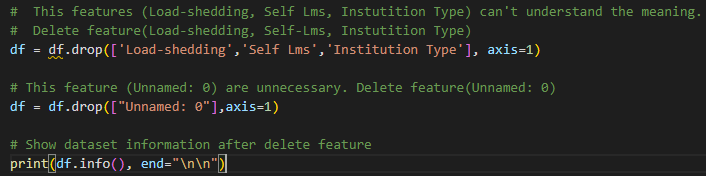 #  This features (Load-shedding, Self Lms, Instutition Type) can't understand the meaning.
#  Delete feature(Load-shedding, Self-Lms, Instutition Type)
df = df.drop(['Load-shedding','Self Lms','Institution Type'], axis=1)
# This feature (Unnamed: 0) are unnecessary. Delete feature(Unnamed: 0)
df = df.drop(["Unnamed: 0"],axis=1)
# Show dataset information after delete feature
print(df.info(), end="\n\n")